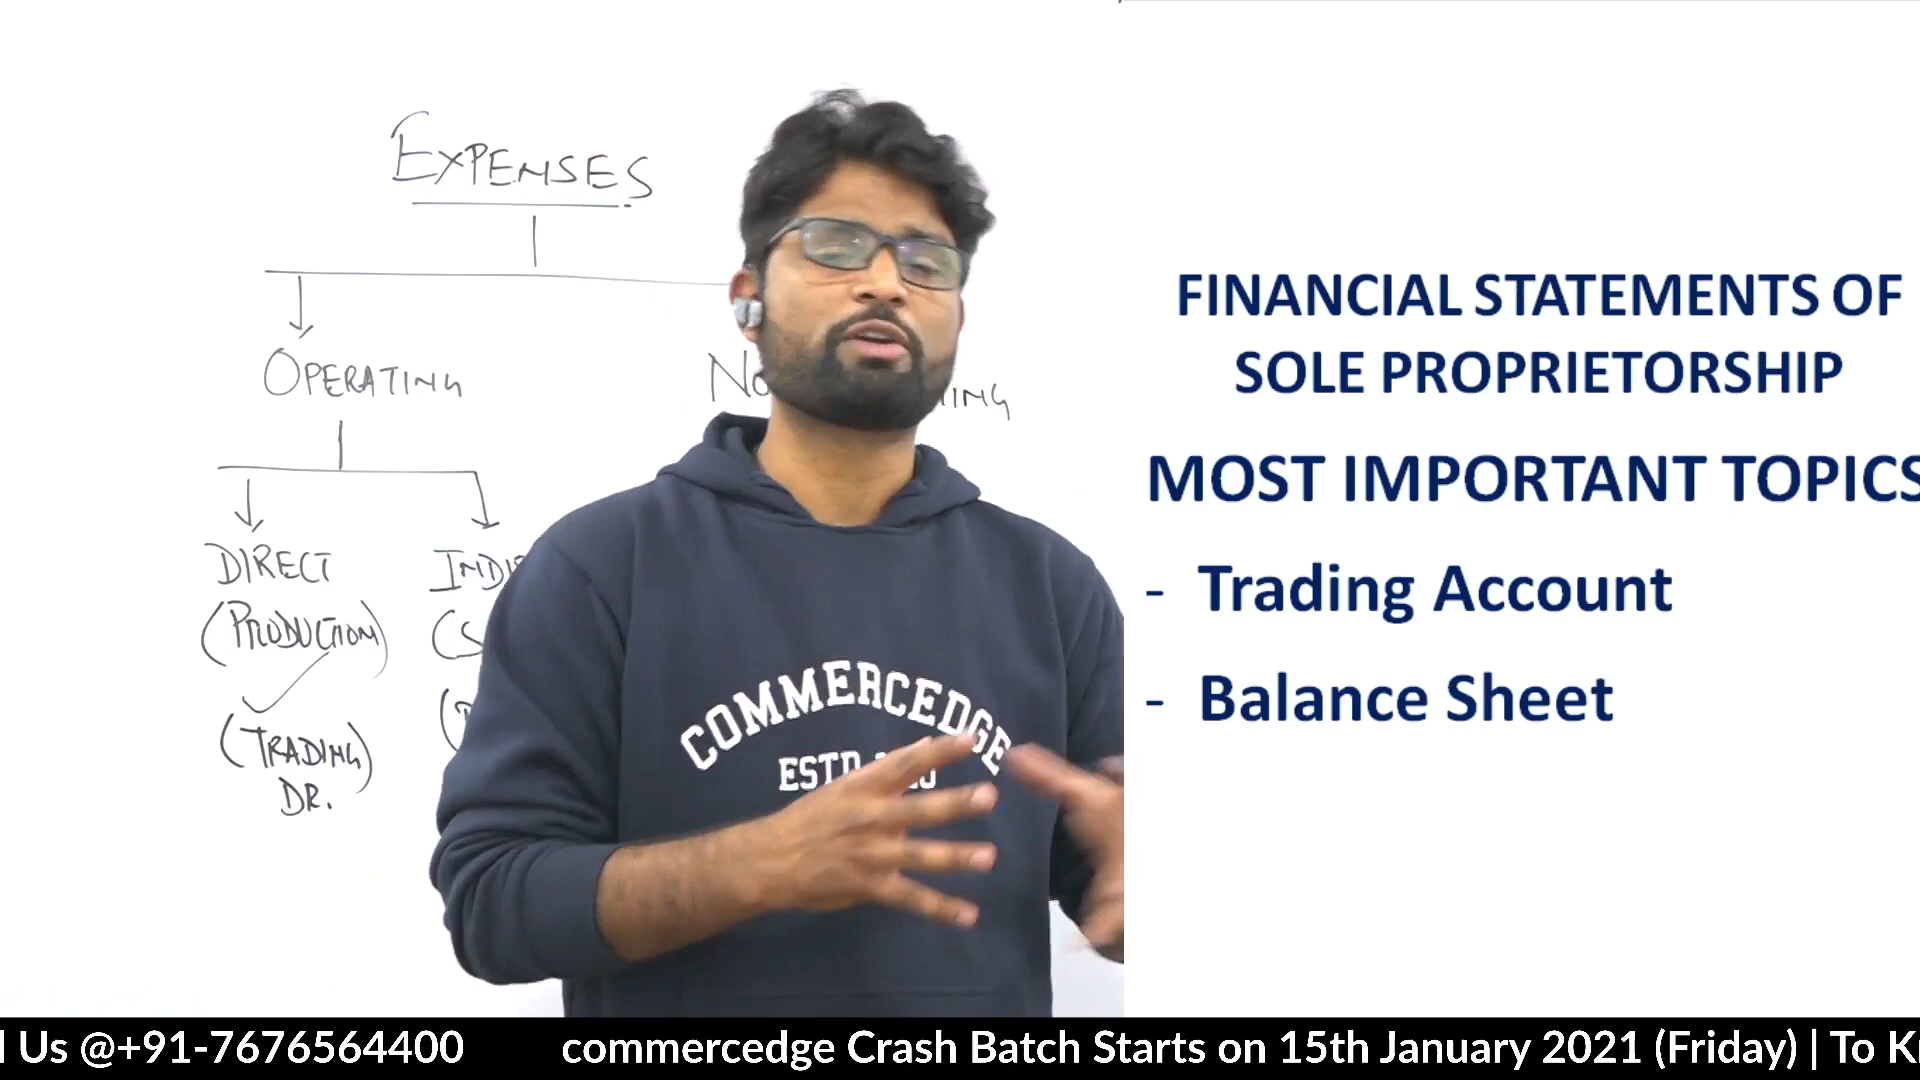 EXPENSES
OPERATING
DIRECT
(PRODUCTION)
(TRADING)
DR.
COMMERCEDGE
ESTD
FINANCIAL STATEMENTS OF
SOLE PROPRIETORSHIP
MOST IMPORTANT TOPICS
- Trading Account
- Balance Sheet
Us @+91-7676564400 commercedge Crash Batch Starts on 15th January 2021 (Friday) | To